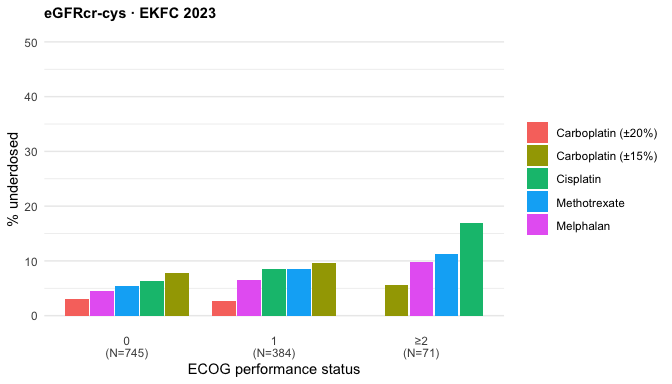 eGFRcr-cys · EKFC 2023
% underdosed
50
40
30
20
10
0
0
(N=745)
1
(N=384)
≥2
(N=71)
ECOG performance status
Carboplatin (±20%)
Carboplatin (±15%)
Cisplatin
Methotrexate
Melphalan